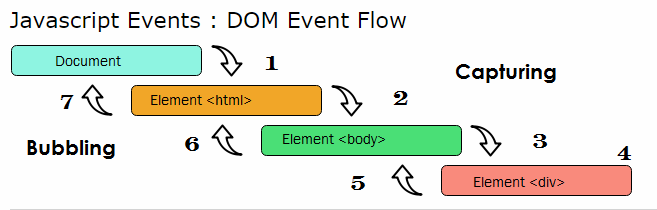 Javascript Events : DOM Event Flow
Document
1
Capturing
7
Element <html>
2
Bubbling
6
Element <body>
3
4
5
Element <div>